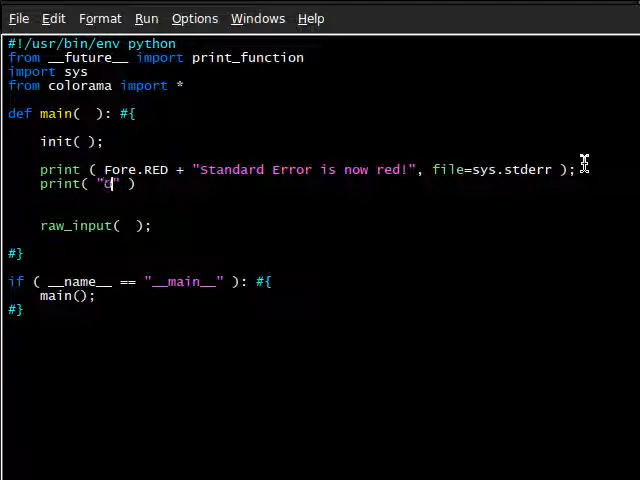 File Edit Format Run Options Windows Help
#!/usr/bin/env python
from __future__ import print_function
import sys
from colorama import *
def main(  ): #{
init( );
print ( Fore.RED + "Standard Error is now red!", file=sys.stderr );
print( "d" )
raw_input(  );
#}
if ( __name__ == "__main__" ): #{
main();
#}